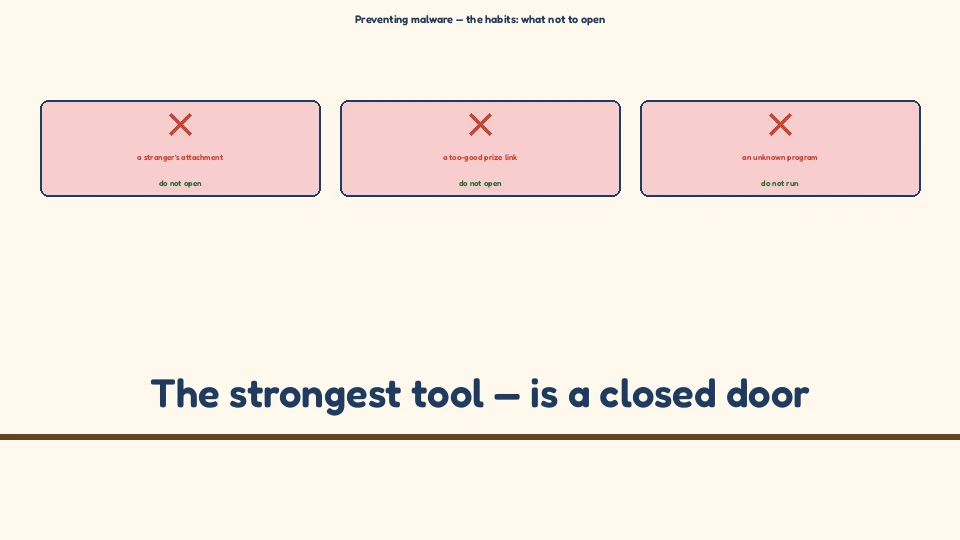 Preventing malware — the habits: what not to open
a stranger's attachment
do not open
a too-good prize link
do not open
an unknown program
do not run
The strongest tool — is a closed door